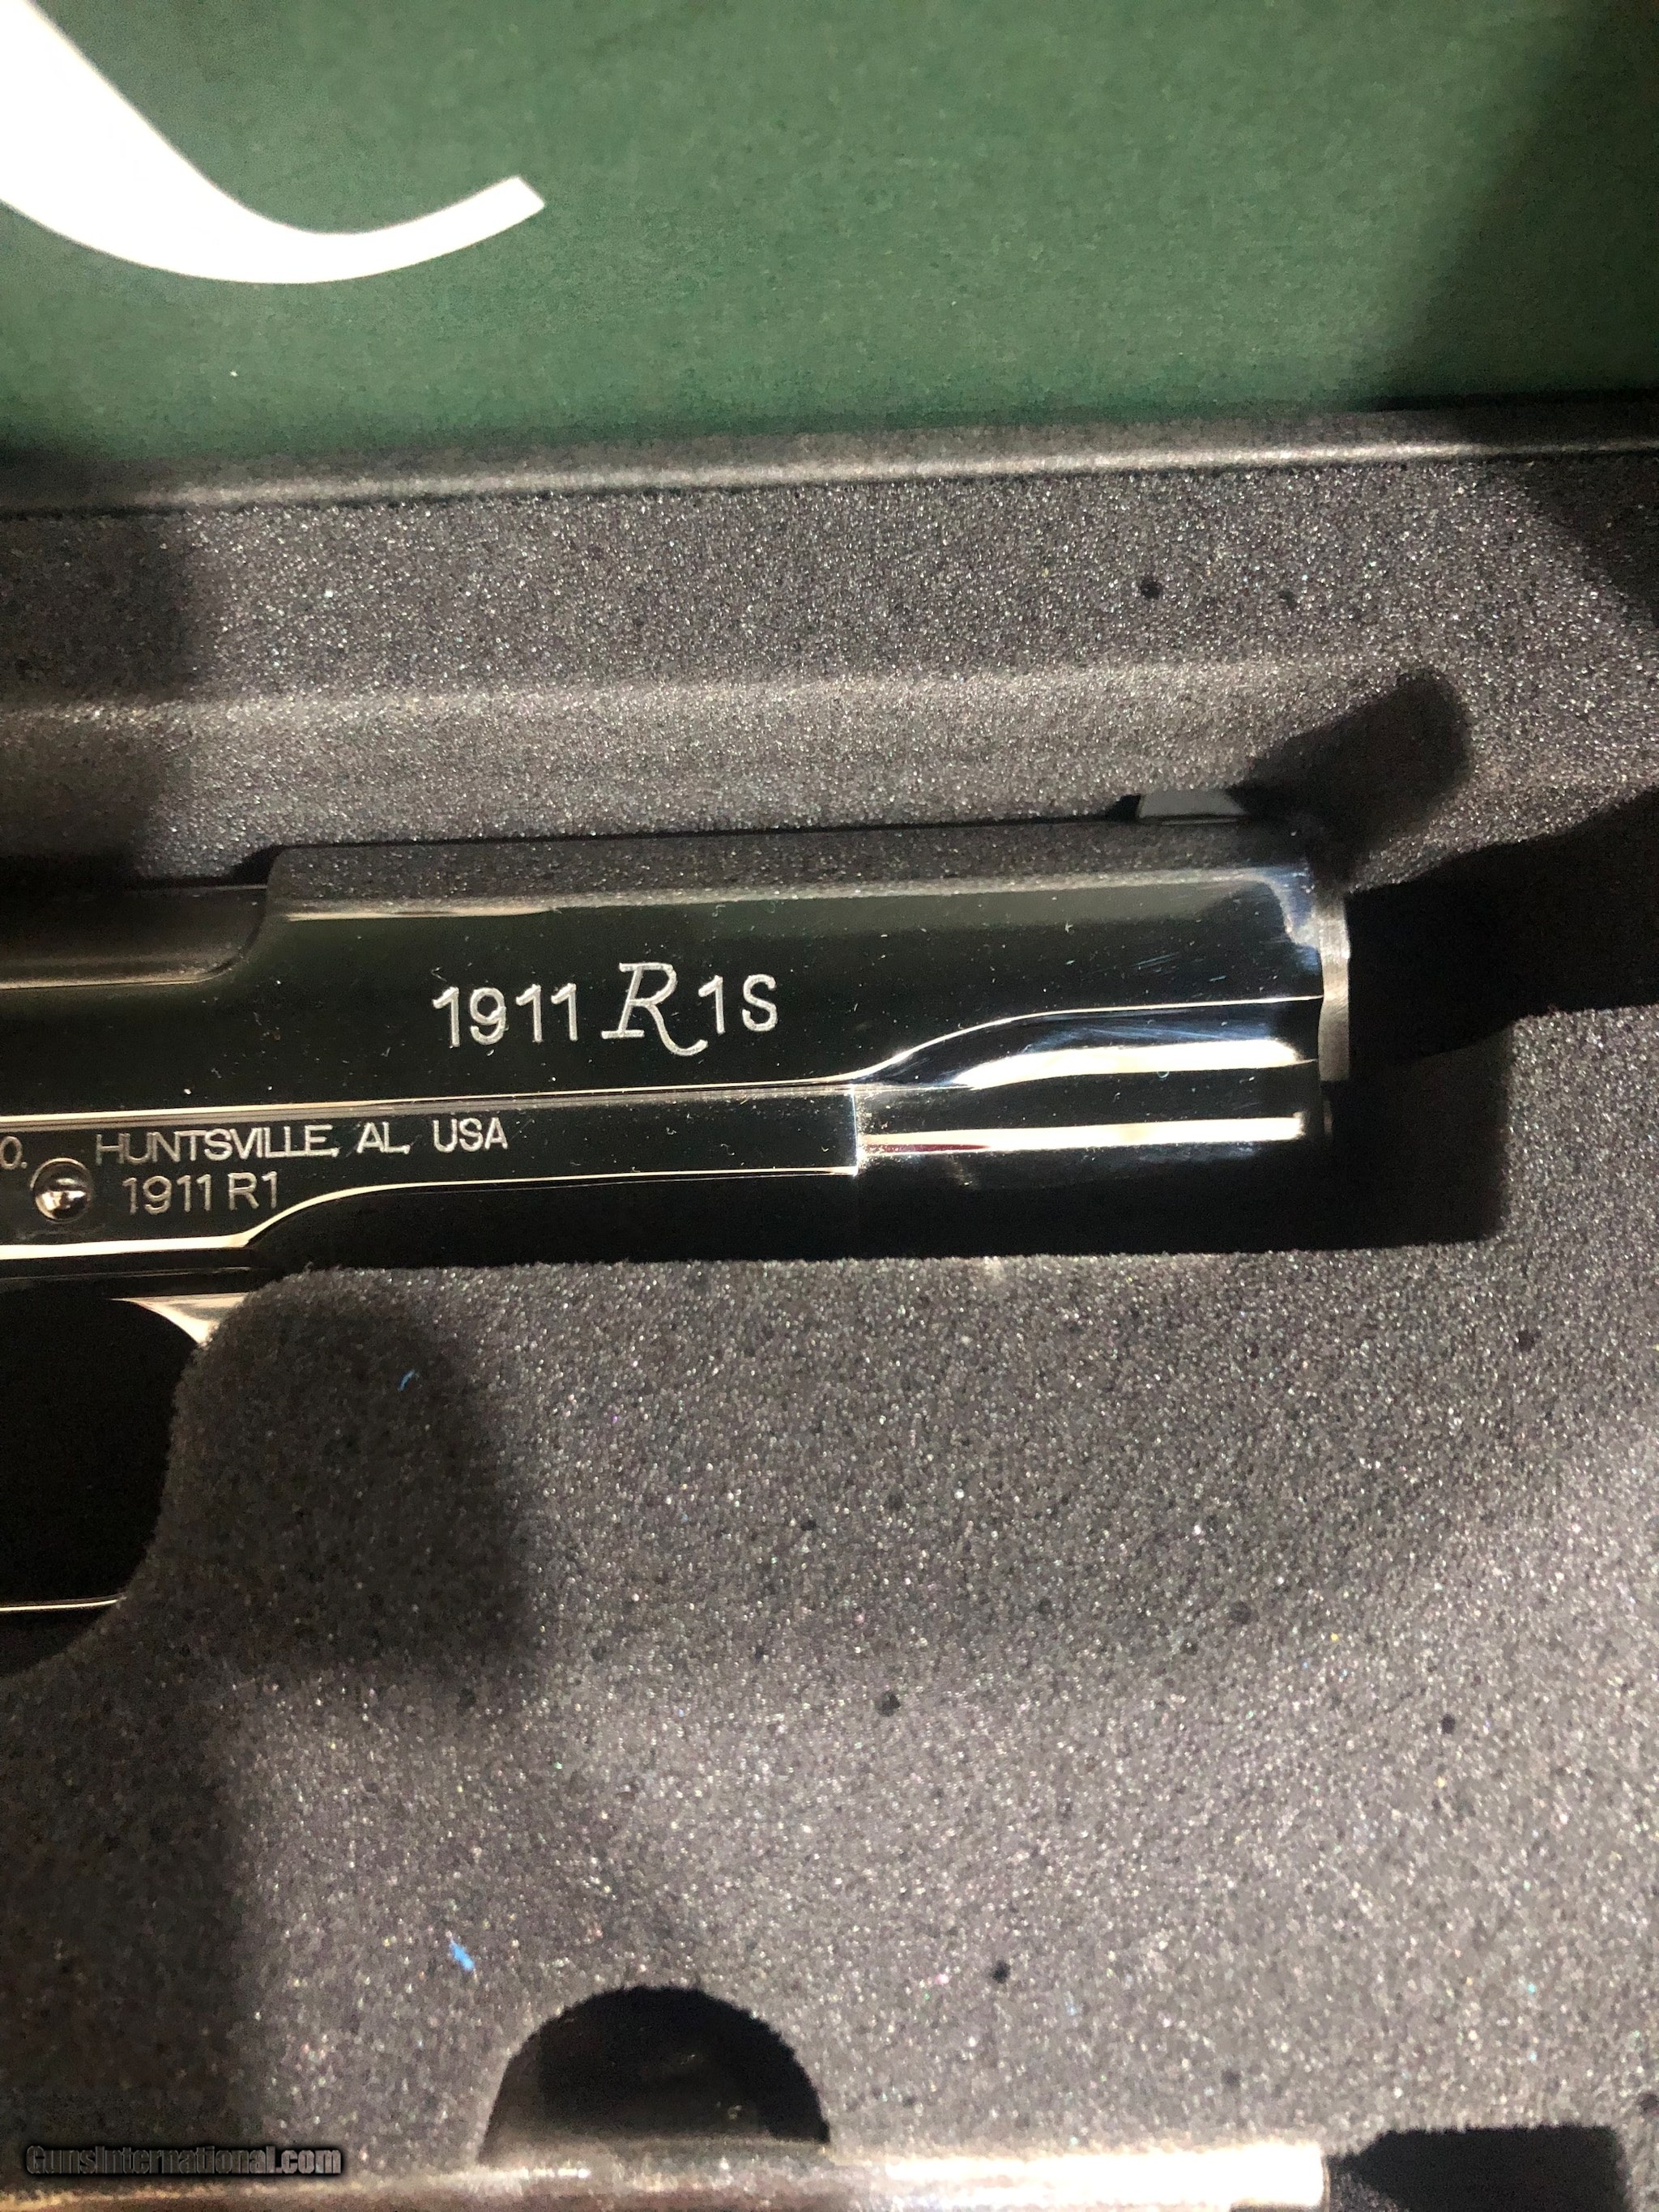 1911 R1S
O. HUNTSVILLE, AL, USA
1911 R1
GunsInternational.com